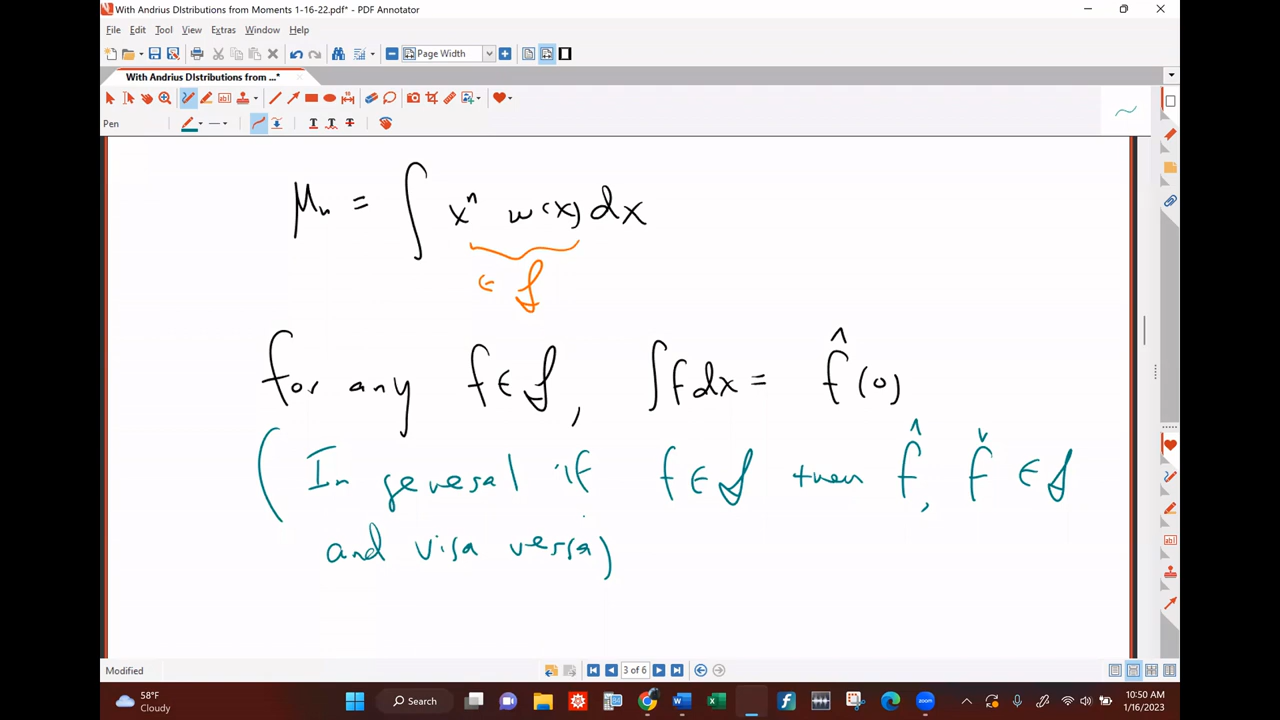 With Andrius DIstributions from Moments 1-16-22.pdf* - PDF Annotator
File Edit Tool View Extras Window Help
Page Width
With Andrius DIstributions from ...*
Pen
μn = ∫ xⁿ w(x) dx
∈ 𝒮
for any f ∈ 𝒮, ∫ f dx = f̂(0)
(In general if f ∈ 𝒮 then f̂, f̌ ∈ 𝒮
and visa versa)
Modified
3 of 6
58°F
Cloudy
Search
zoom
10:50 AM
1/16/2023